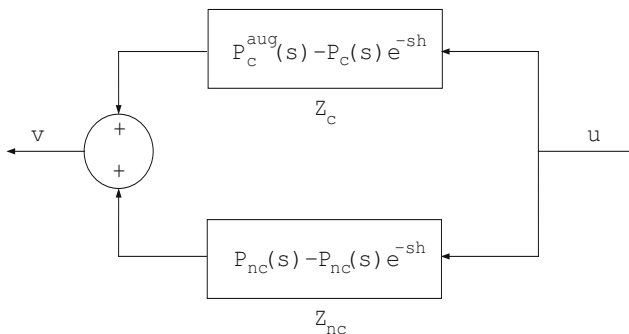 P_c^aug(s)-P_c(s)e^-sh
Z_c
+
v
u
+
P_nc(s)-P_nc(s)e^-sh
Z_nc